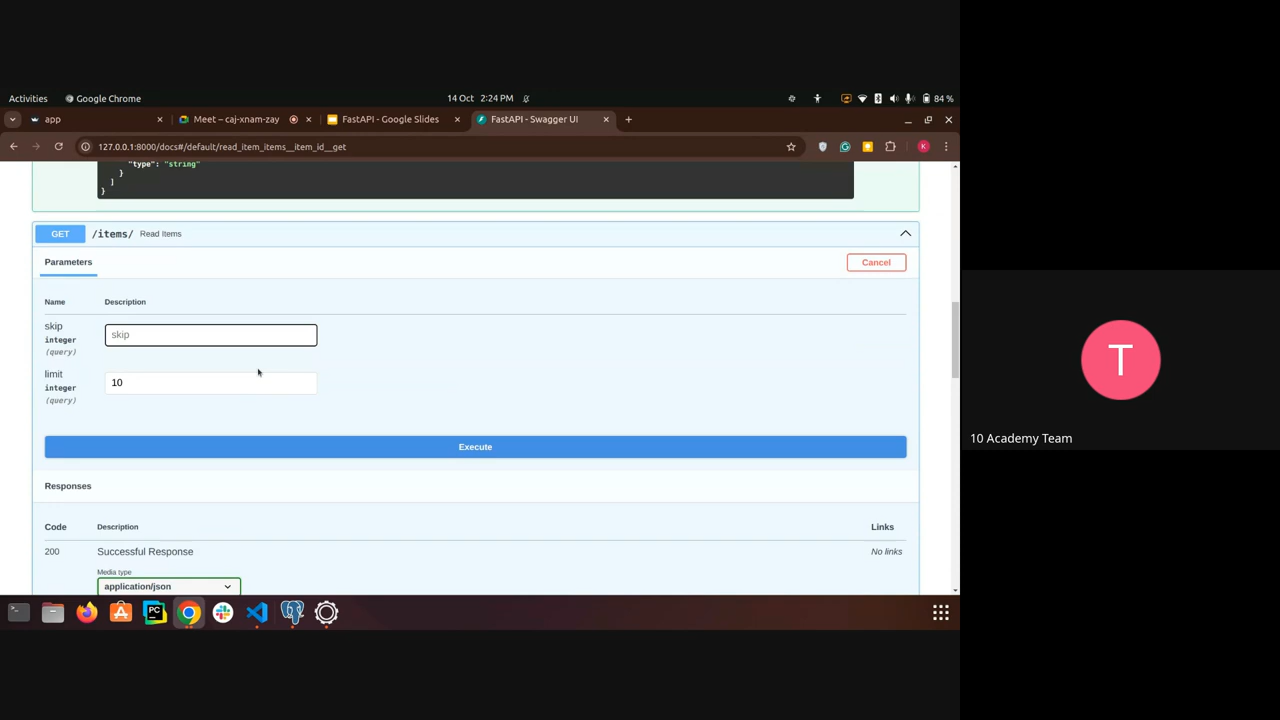 Activities Google Chrome 14 Oct 2:24 PM 84 %
app Meet – caj-xnam-zay FastAPI - Google Slides FastAPI - Swagger UI
127.0.0.1:8000/docs#/default/read_item_items__item_id__get K
"type": "string"
}
]
}
GET /items/ Read Items
Parameters Cancel
Name Description
skip
integer
(query)
skip
limit
integer
(query)
10
Execute
Responses
Code Description Links
200 Successful Response No links
Media type
application/json
PC
T
10 Academy Team